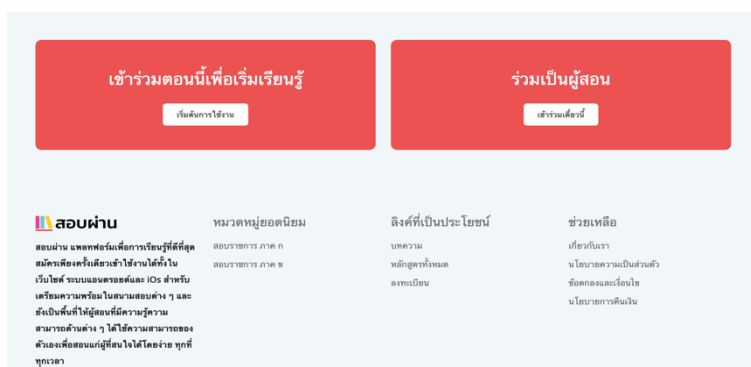 เข้าร่วมตอนนี้เพื่อเริ่มเรียนรู้
เริ่มต้นการใช้งาน
ร่วมเป็นผู้สอน
เข้าร่วมเดี๋ยวนี้
สอบผ่าน
สอบผ่าน แพลทฟอร์มเพื่อการเรียนรู้ที่ดีที่สุด
สมัครเพียงครั้งเดียวเข้าใช้งานได้ทั้งใน
เว็บไซต์ ระบบแอนดรอยด์และ iOs สำหรับ
เตรียมความพร้อมในสนามสอบต่าง ๆ และ
ยังเป็นพื้นที่ให้ผู้สอนที่มีความรู้ความ
สามารถด้านต่าง ๆ ได้ใช้ความสามารถของ
ตัวเองเพื่อสอนแก่ผู้ที่สนใจได้โดยง่าย ทุกที่
ทุกเวลา
หมวดหมู่ยอดนิยม
สอบราชการ ภาค ก
สอบราชการ ภาค ข
ลิงค์ที่เป็นประโยชน์
บทความ
หลักสูตรทั้งหมด
ลงทะเบียน
ช่วยเหลือ
เกี่ยวกับเรา
นโยบายความเป็นส่วนตัว
ข้อตกลงและเงื่อนไข
นโยบายการคืนเงิน